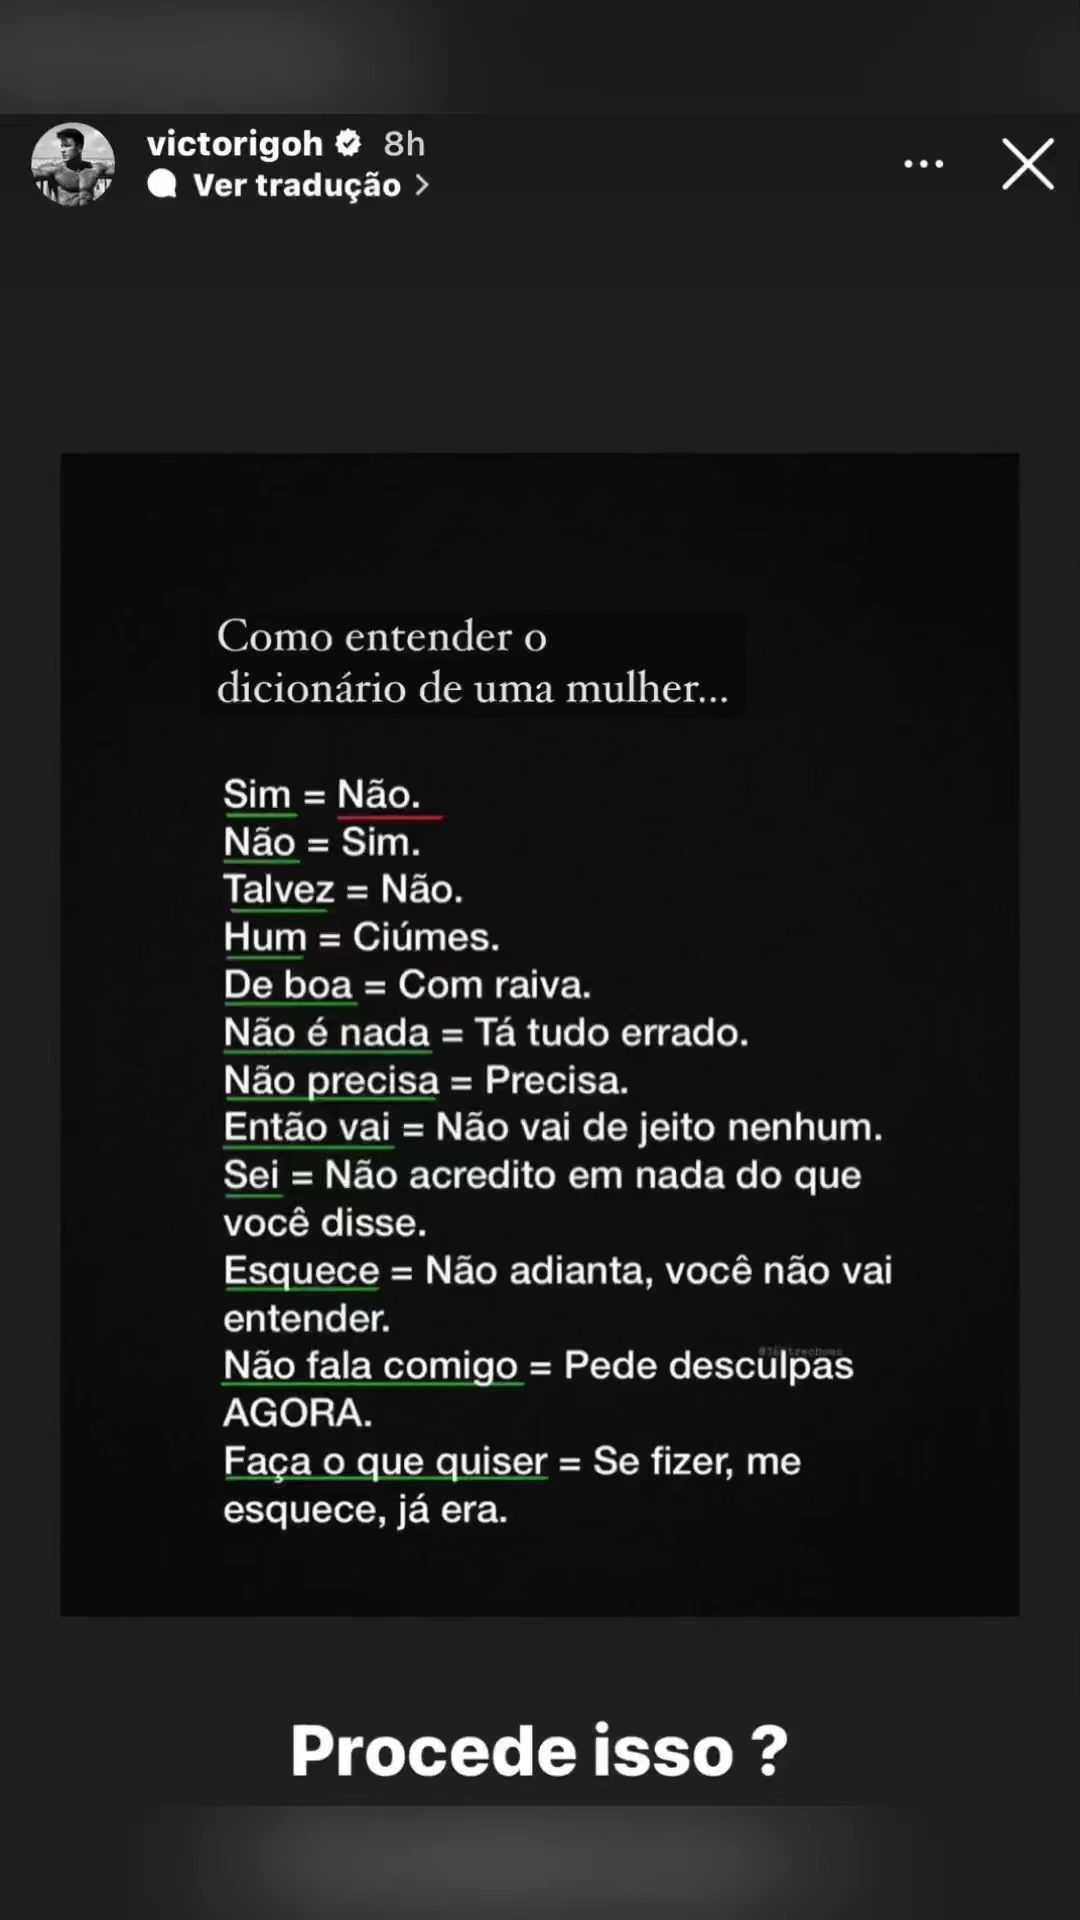 victorigoh 8h
Ver tradução >
Como entender o
dicionário de uma mulher...
Sim = Não.
Não = Sim.
Talvez = Não.
Hum = Ciúmes.
De boa = Com raiva.
Não é nada = Tá tudo errado.
Não precisa = Precisa.
Então vai = Não vai de jeito nenhum.
Sei = Não acredito em nada do que
você disse.
Esquece = Não adianta, você não vai
entender.
Não fala comigo = Pede desculpas
AGORA.
Faça o que quiser = Se fizer, me
esquece, já era.
Procede isso ?